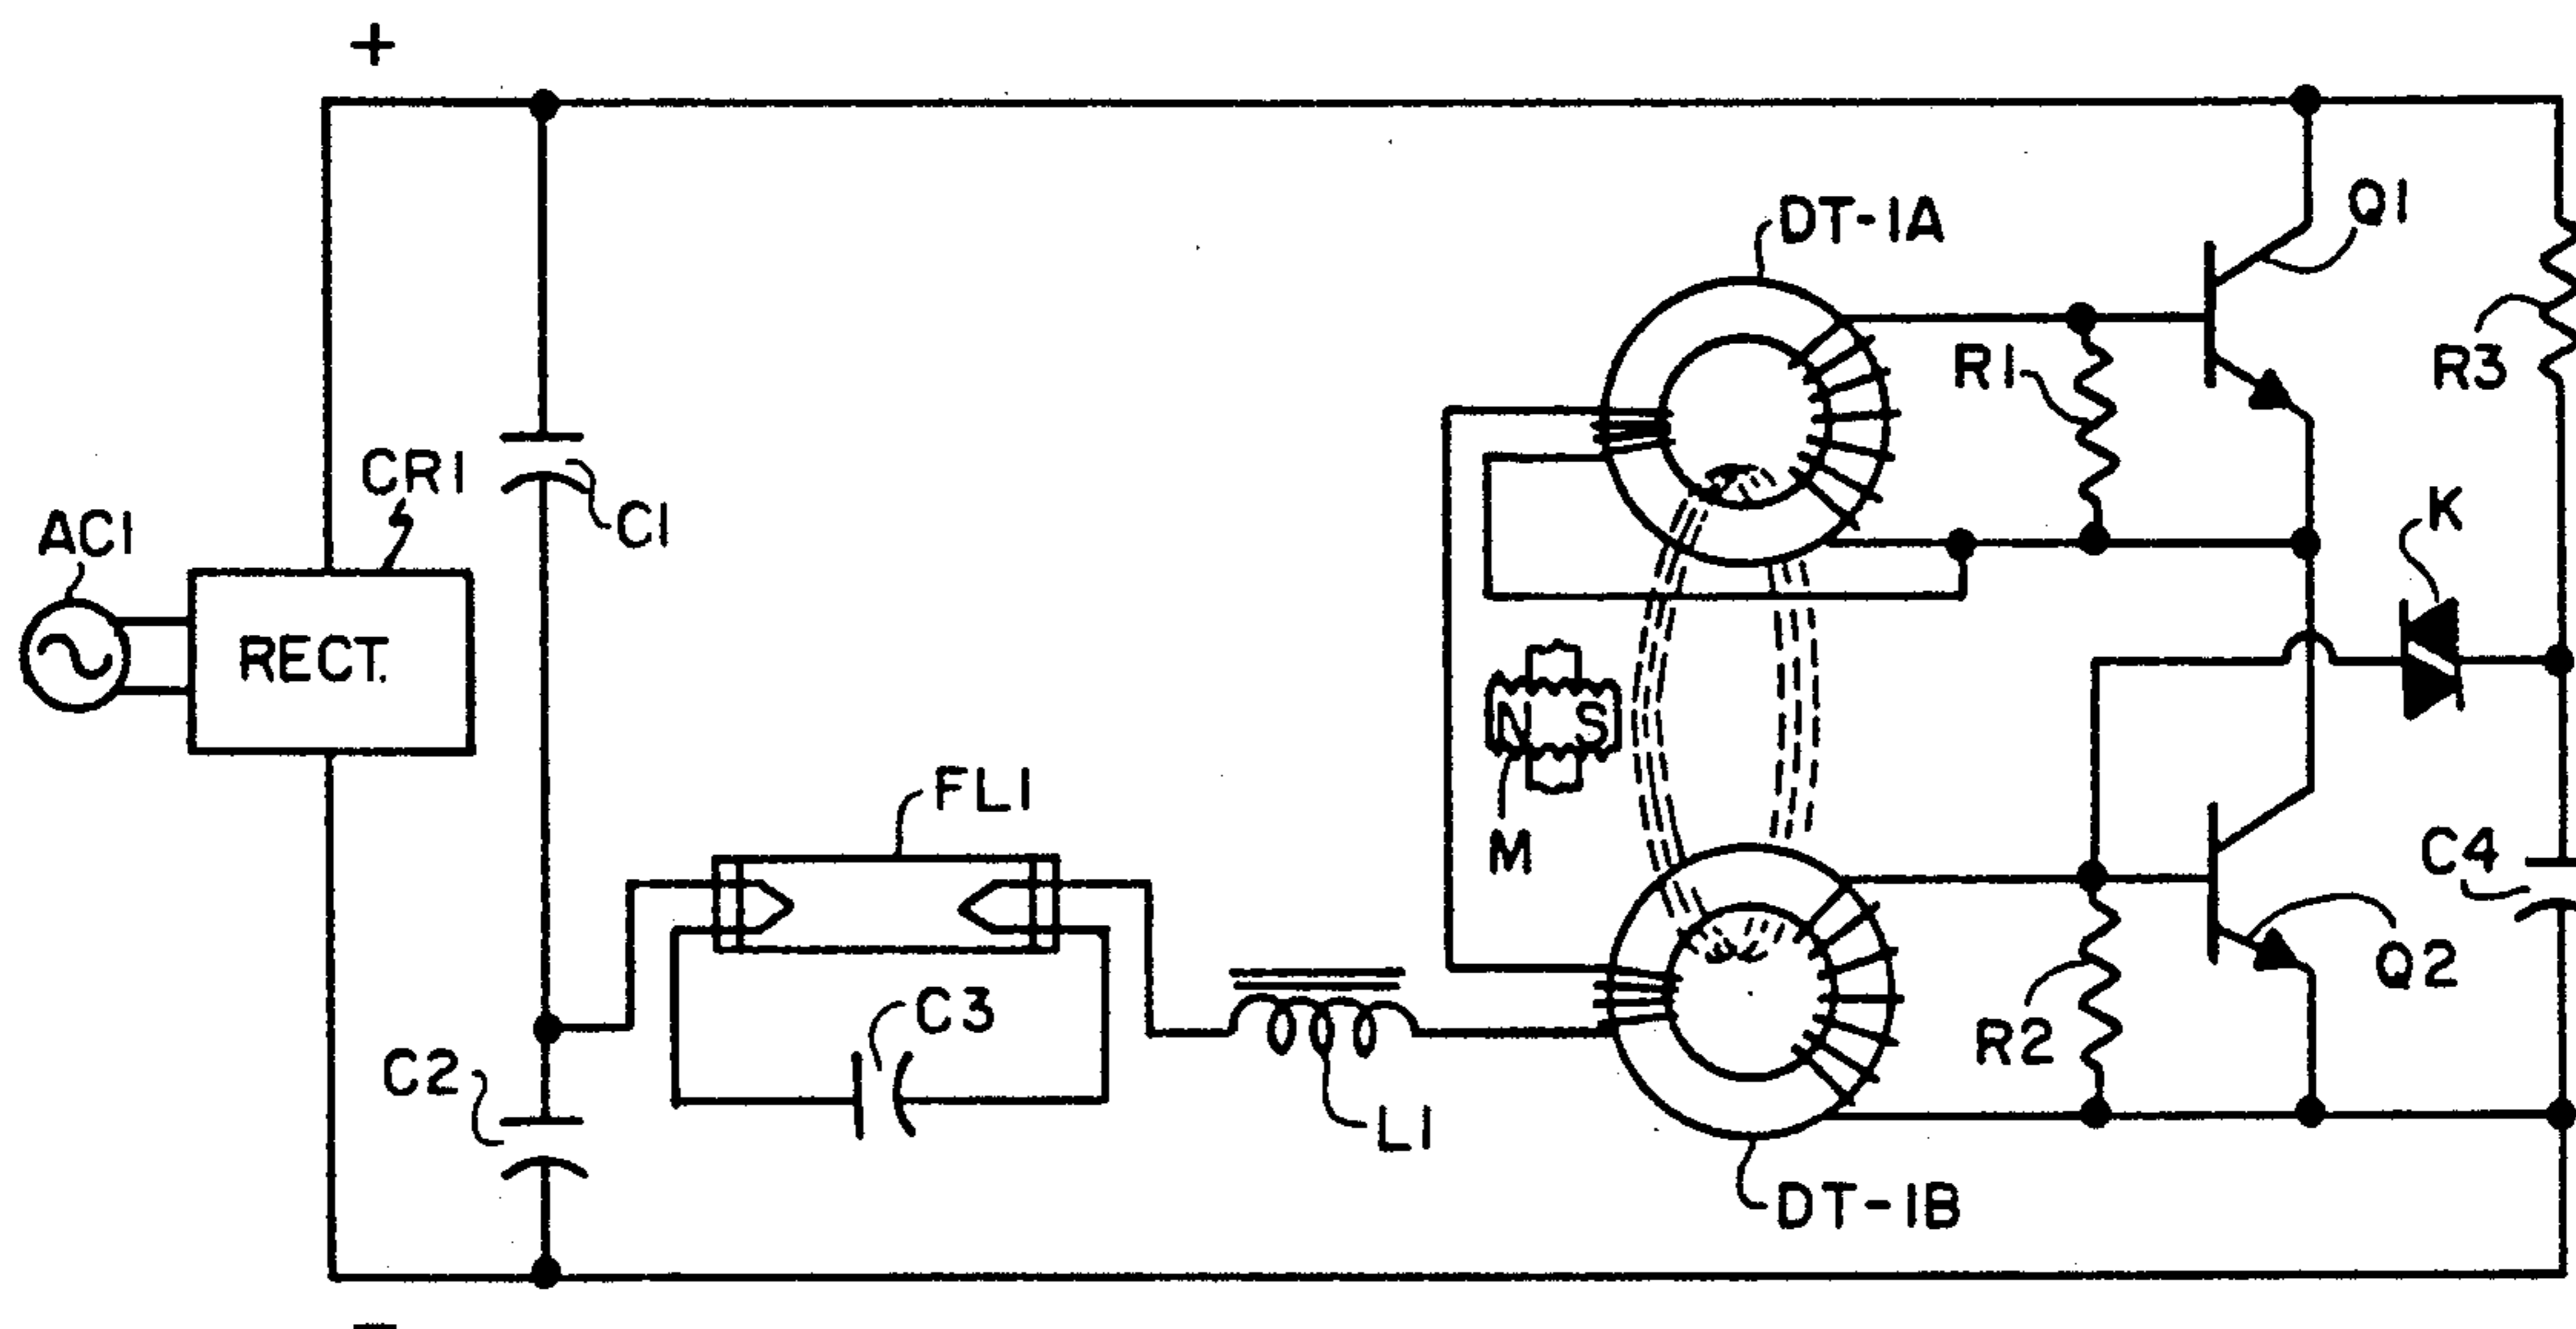 +
DT-1A
Q1
R1
R3
CR1
C1
AC1
K
RECT.
N S
M
FL1
C4
C3
C2
Q2
R2
L1
DT-1B
−